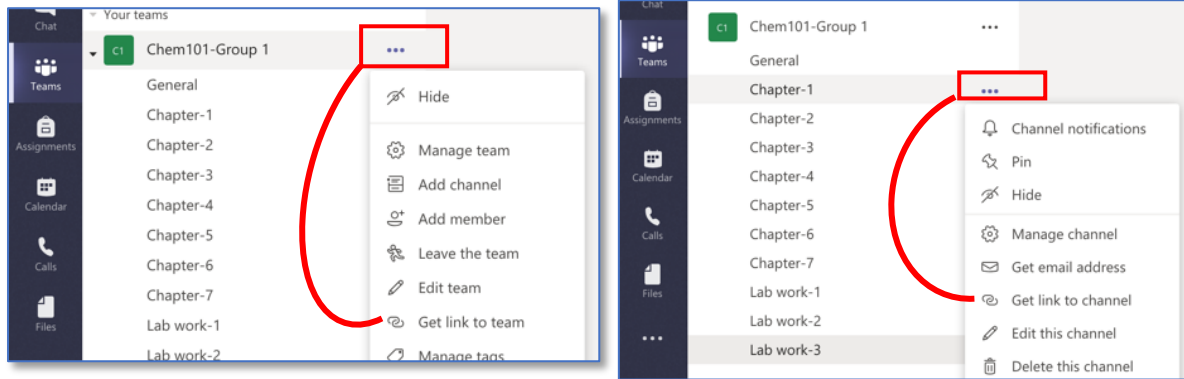 Chat
Teams
Assignments
Calendar
Calls
Files
Your teams
C1 Chem101-Group 1
General
Chapter-1
Chapter-2
Chapter-3
Chapter-4
Chapter-5
Chapter-6
Chapter-7
Lab work-1
Lab work-2
Hide
Manage team
Add channel
Add member
Leave the team
Edit team
Get link to team
Manage tags
Chat
Teams
Assignments
Calendar
Calls
Files
C1 Chem101-Group 1
General
Chapter-1
Chapter-2
Chapter-3
Chapter-4
Chapter-5
Chapter-6
Chapter-7
Lab work-1
Lab work-2
Lab work-3
Channel notifications
Pin
Hide
Manage channel
Get email address
Get link to channel
Edit this channel
Delete this channel